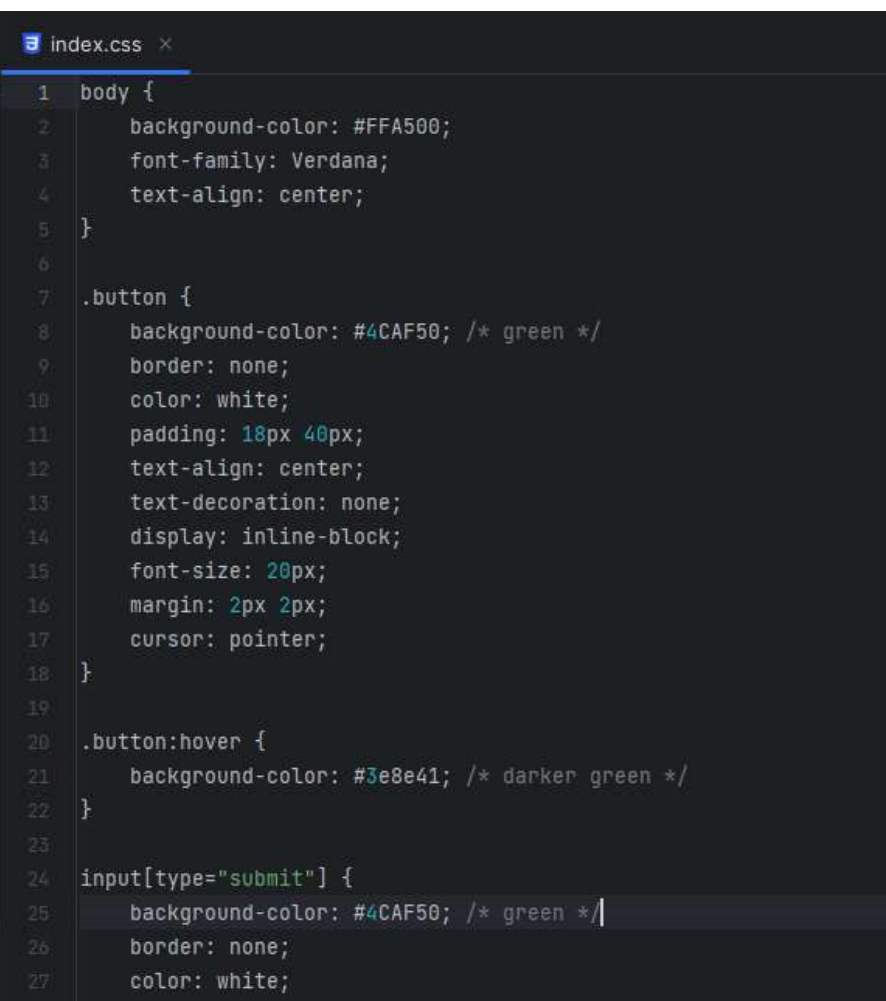 index.css ×
1 body {
2     background-color: #FFA500;
3     font-family: Verdana;
4     text-align: center;
5 }
6
7 .button {
8     background-color: #4CAF50; /* green */
9     border: none;
10     color: white;
11     padding: 18px 40px;
12     text-align: center;
13     text-decoration: none;
14     display: inline-block;
15     font-size: 20px;
16     margin: 2px 2px;
17     cursor: pointer;
18 }
19
20 .button:hover {
21     background-color: #3e8e41; /* darker green */
22 }
23
24 input[type="submit"] {
25     background-color: #4CAF50; /* green */
26     border: none;
27     color: white;